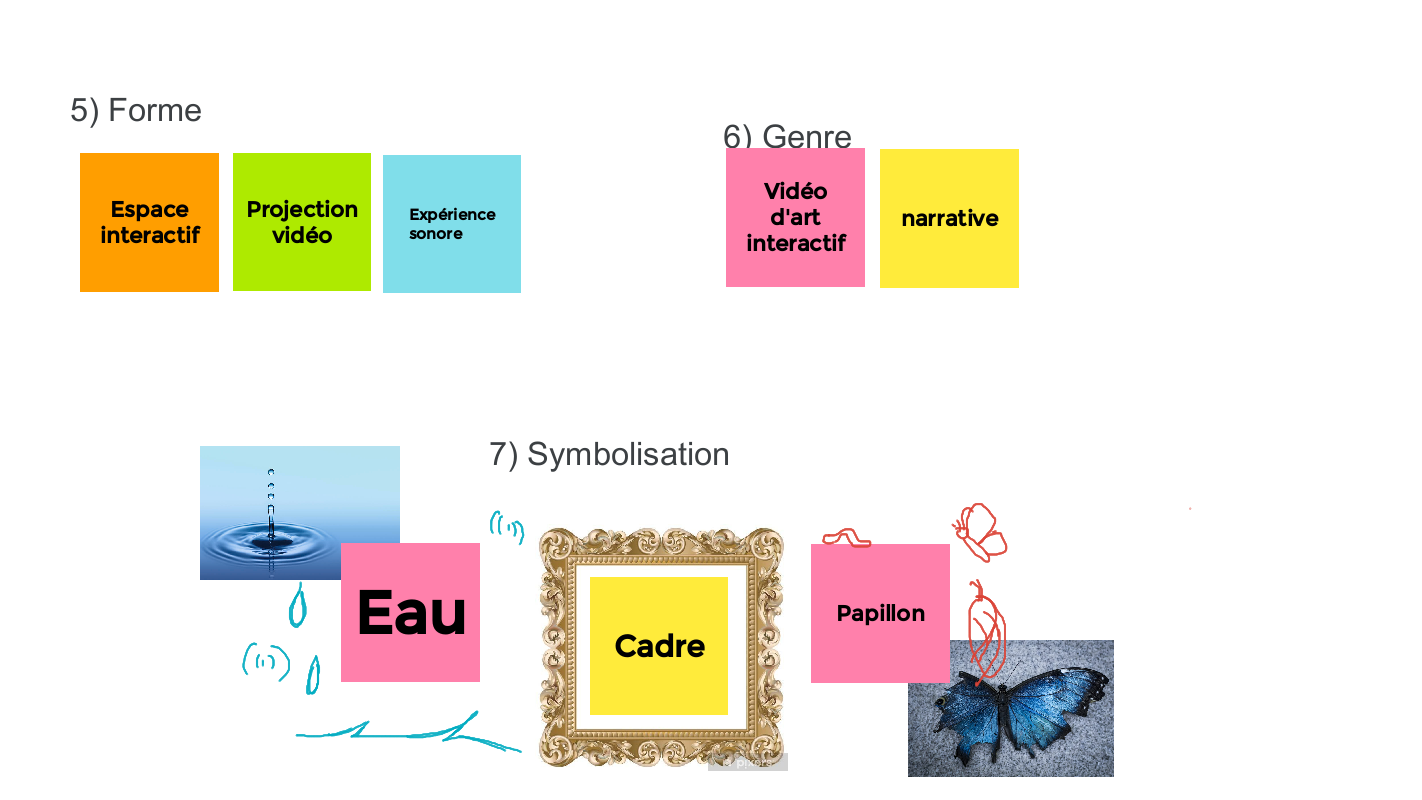 5) Forme
Espace
interactif
Projection
vidéo
Expérience
sonore
6) Genre
Vidéo
d'art
interactif
narrative
7) Symbolisation
Eau
Cadre
Papillon
pixers